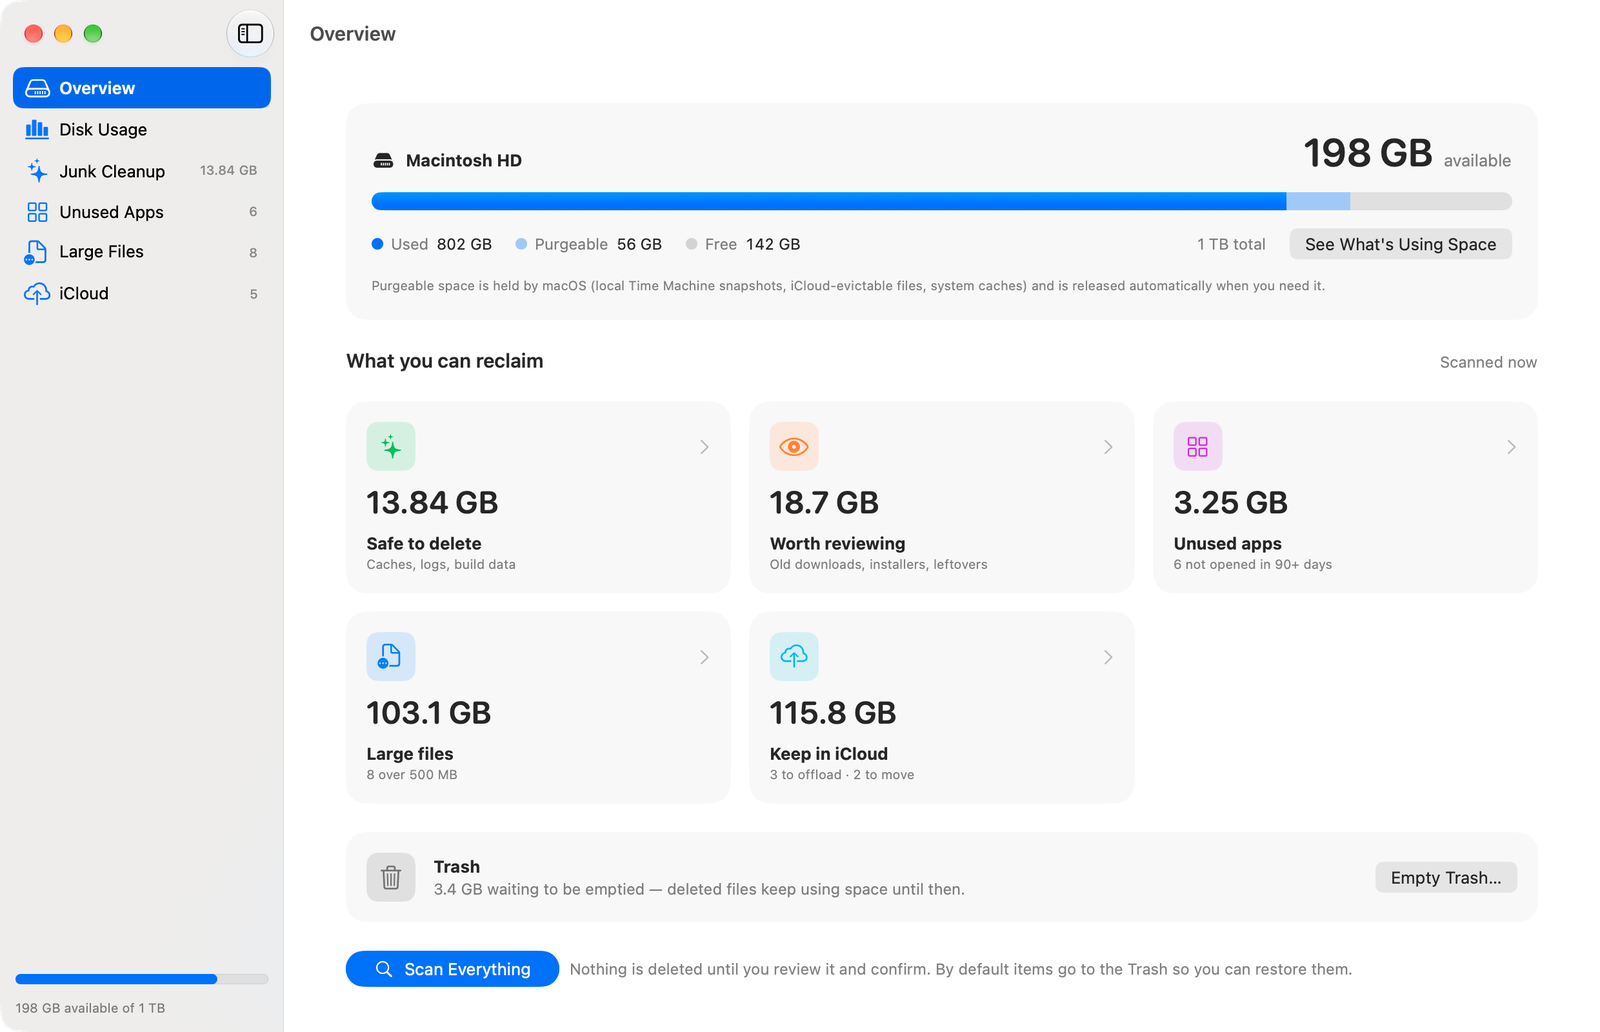 Overview
Overview
Disk Usage
Junk Cleanup 13.84 GB
Unused Apps 6
Large Files 8
iCloud 5
198 GB available of 1 TB
Macintosh HD
198 GB available
Used 802 GB Purgeable 56 GB Free 142 GB
1 TB total
See What's Using Space
Purgeable space is held by macOS (local Time Machine snapshots, iCloud-evictable files, system caches) and is released automatically when you need it.
What you can reclaim
Scanned now
13.84 GB
Safe to delete
Caches, logs, build data
18.7 GB
Worth reviewing
Old downloads, installers, leftovers
3.25 GB
Unused apps
6 not opened in 90+ days
103.1 GB
Large files
8 over 500 MB
115.8 GB
Keep in iCloud
3 to offload · 2 to move
Trash
3.4 GB waiting to be emptied — deleted files keep using space until then.
Empty Trash...
Scan Everything
Nothing is deleted until you review it and confirm. By default items go to the Trash so you can restore them.